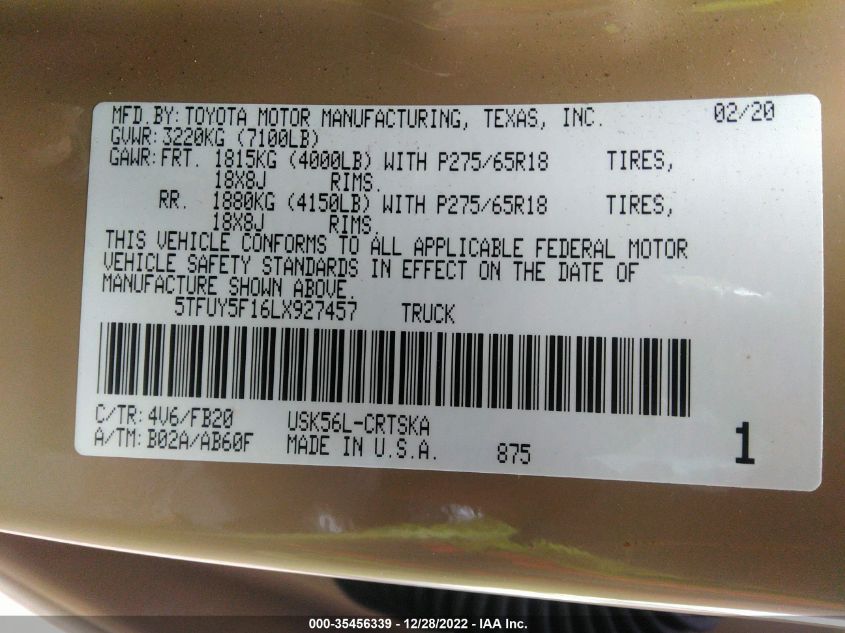 MFD.BY: TOYOTA MOTOR MANUFACTURING, TEXAS, INC. 02/20
GVWR: 3220KG (7100LB)
GAWR: FRT. 1815KG (4000LB) WITH P275/65R18 TIRES,
18X8J RIMS.
RR. 1880KG (4150LB) WITH P275/65R18 TIRES,
18X8J RIMS.
THIS VEHICLE CONFORMS TO ALL APPLICABLE FEDERAL MOTOR
VEHICLE SAFETY STANDARDS IN EFFECT ON THE DATE OF
MANUFACTURE SHOWN ABOVE.
5TFUY5F16LX927457 TRUCK
C/TR: 4V6/FB20 USK56L-CRTSKA
A/TM: B02A/AB60F MADE IN U.S.A. 875 1
000-35456339 - 12/28/2022 - IAA Inc.